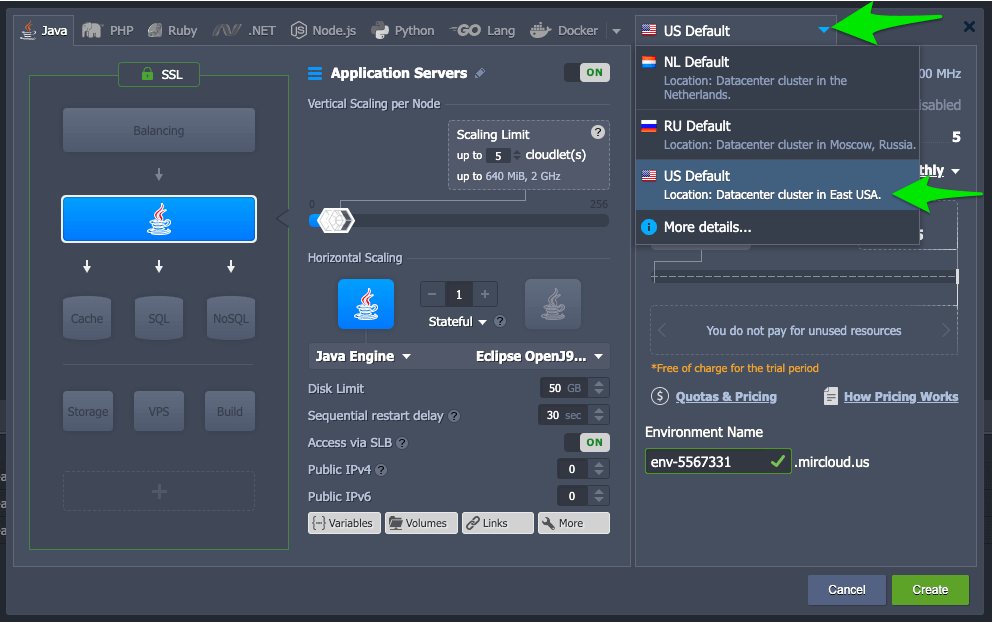 Java
PHP
Ruby
.NET
Node.js
Python
GO Lang
Docker
US Default
SSL
Balancing
Cache
SQL
NoSQL
Storage
VPS
Build
Application Servers
ON
Vertical Scaling per Node
Scaling Limit ?
up to 5 cloudlet(s)
up to 640 MiB, 2 GHz
0
256
Horizontal Scaling
1
Stateful ?
Java Engine
Eclipse OpenJ9...
Disk Limit 50 GB
Sequential restart delay ? 30 sec
Access via SLB ? ON
Public IPv4 ? 0
Public IPv6 0
Variables
Volumes
Links
More
NL Default
Location: Datacenter cluster in the
Netherlands.
RU Default
Location: Datacenter cluster in Moscow, Russia.
US Default
Location: Datacenter cluster in East USA.
More details...
00 MHz
5
You do not pay for unused resources
*Free of charge for the trial period
$ Quotas & Pricing
How Pricing Works
Environment Name
env-5567331 .mircloud.us
Cancel
Create